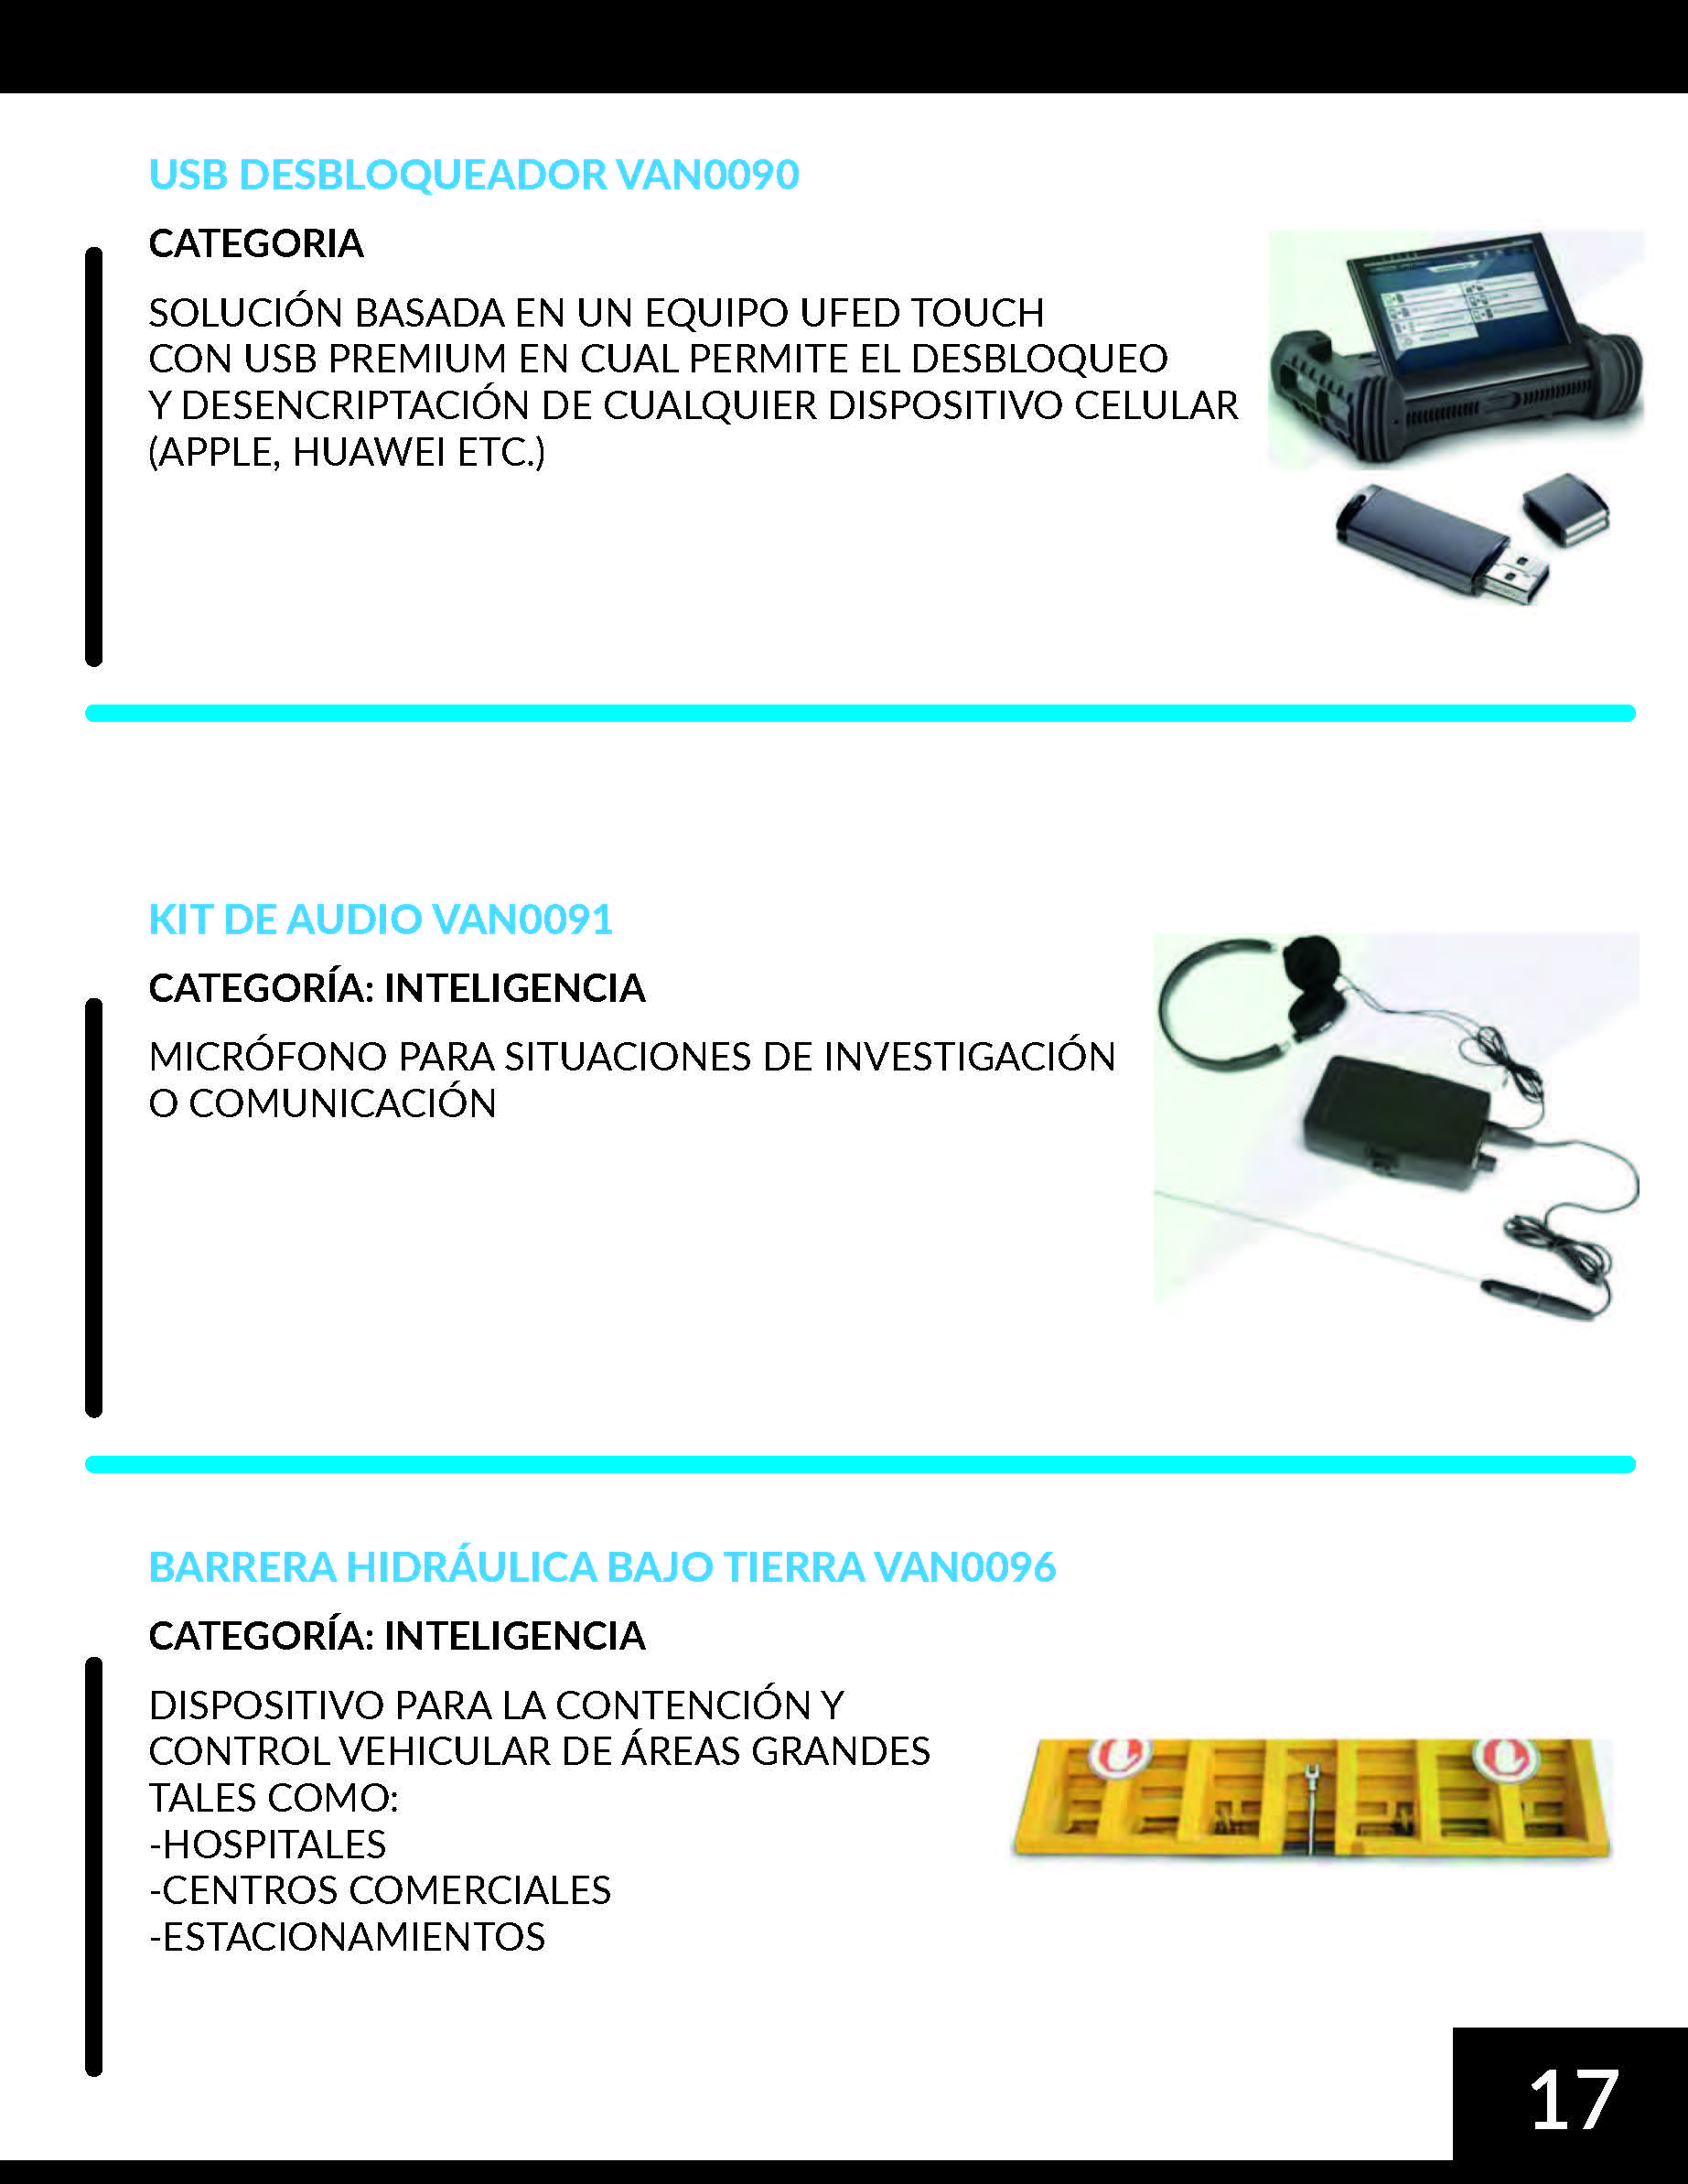 USB DESBLOQUEADOR VAN0090
CATEGORIA
SOLUCIÓN BASADA EN UN EQUIPO UFED TOUCH
CON USB PREMIUM EN CUAL PERMITE EL DESBLOQUEO
Y DESENCRIPTACIÓN DE CUALQUIER DISPOSITIVO CELULAR
(APPLE, HUAWEI ETC.)
KIT DE AUDIO VAN0091
CATEGORÍA: INTELIGENCIA
MICRÓFONO PARA SITUACIONES DE INVESTIGACIÓN
O COMUNICACIÓN
BARRERA HIDRÁULICA BAJO TIERRA VAN0096
CATEGORÍA: INTELIGENCIA
DISPOSITIVO PARA LA CONTENCIÓN Y
CONTROL VEHICULAR DE ÁREAS GRANDES
TALES COMO:
-HOSPITALES
-CENTROS COMERCIALES
-ESTACIONAMIENTOS
17